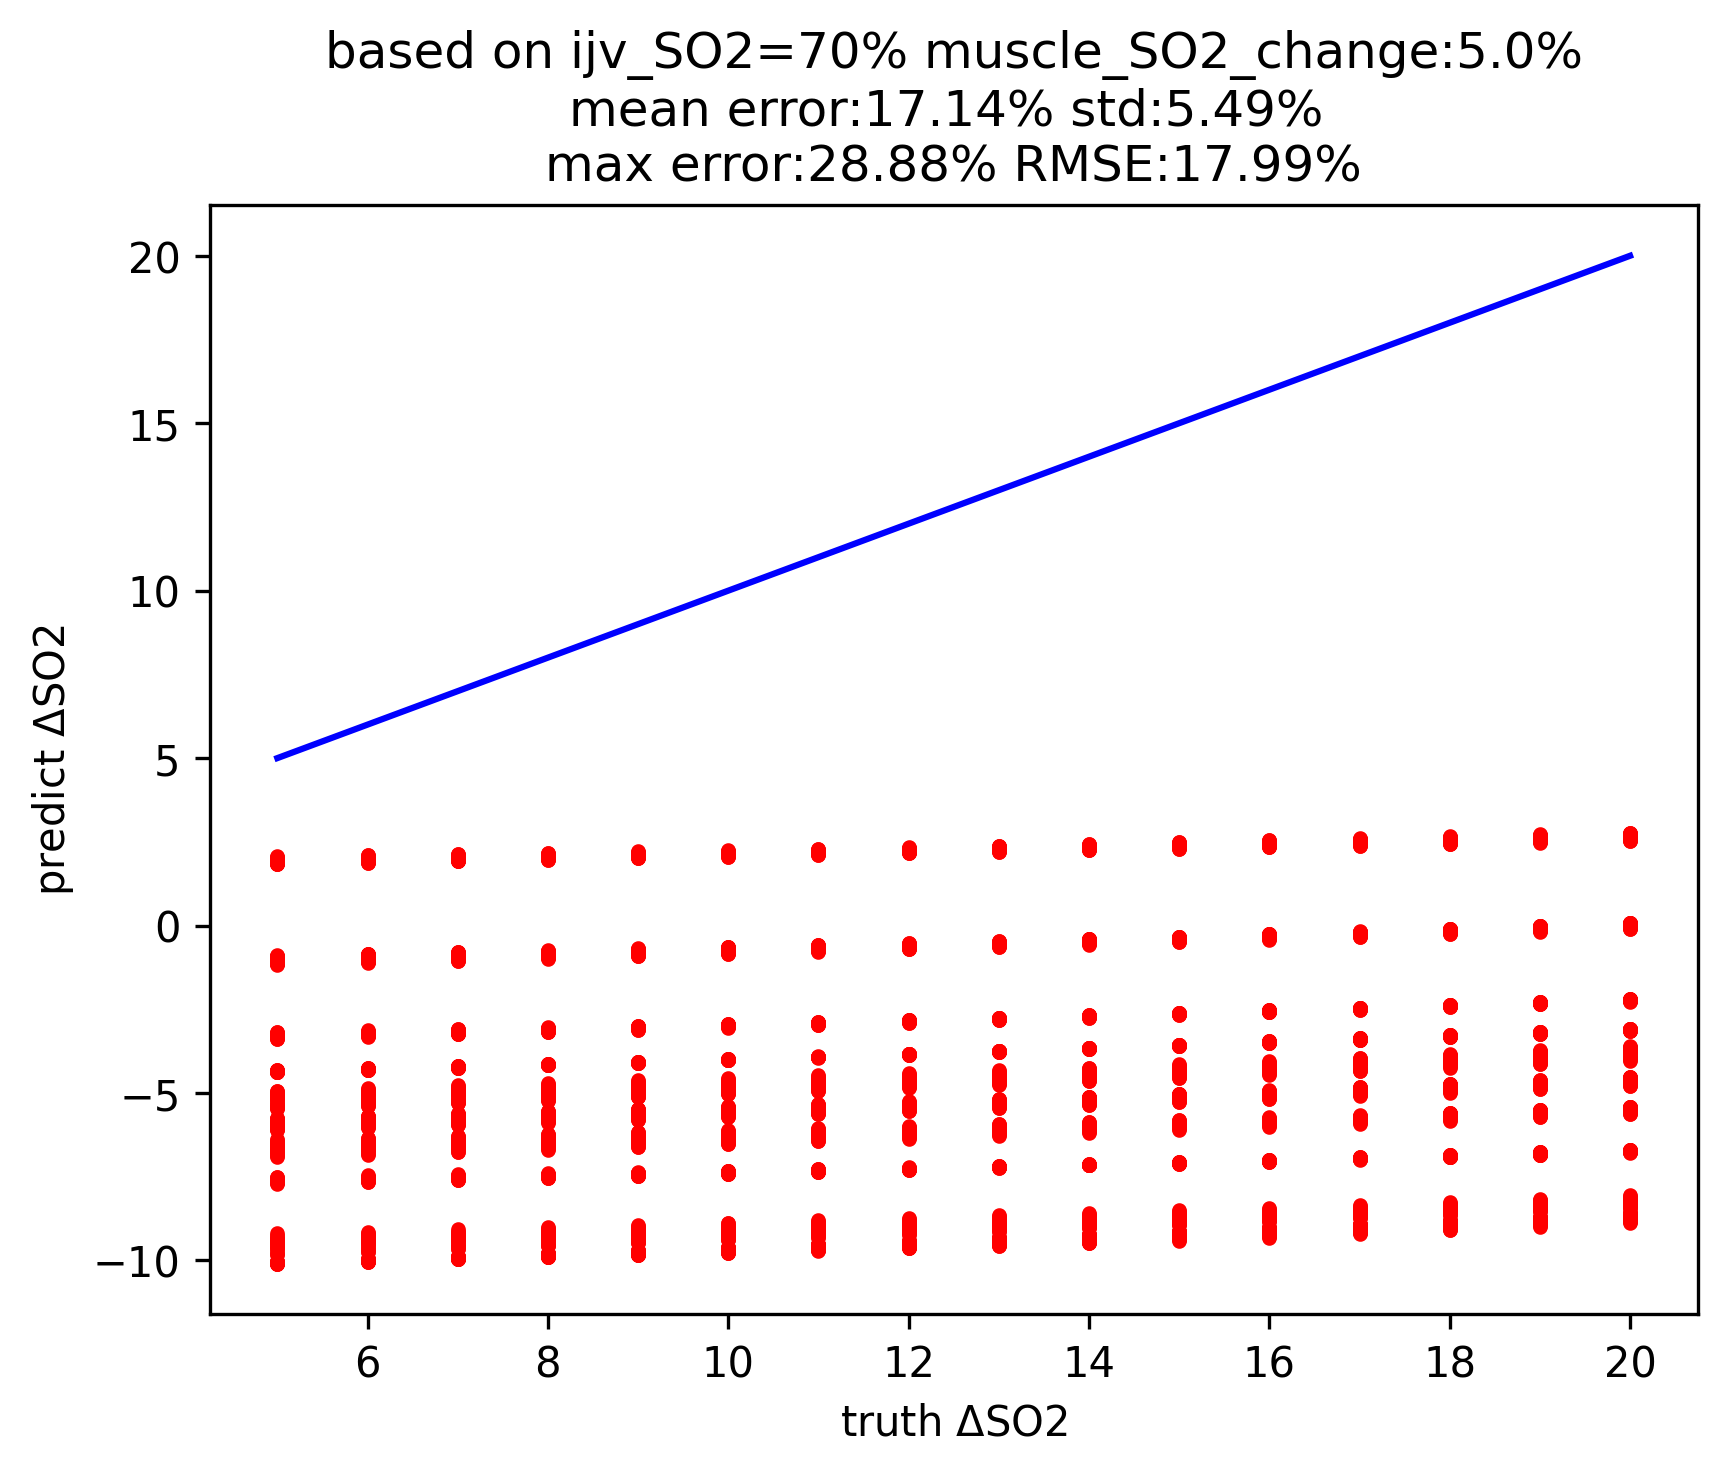 based on ijv_SO2=70% muscle_SO2_change:5.0%
mean error:17.14% std:5.49%
max error:28.88% RMSE:17.99%
20
15
10
5
0
−5
−10
predict ΔSO2
6 8 10 12 14 16 18 20
truth ΔSO2